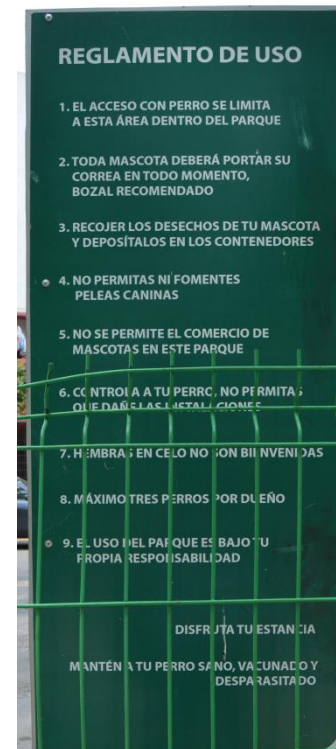 REGLAMENTO DE USO
1. EL ACCESO CON PERRO SE LIMITA
A ESTA ÁREA DENTRO DEL PARQUE
2. TODA MASCOTA DEBERÁ PORTAR SU
CORREA EN TODO MOMENTO,
BOZAL RECOMENDADO
3. RECOJER LOS DESECHOS DE TU MASCOTA
Y DEPOSÍTALOS EN LOS CONTENEDORES
4. NO PERMITAS NI FOMENTES
PELEAS CANINAS
5. NO SE PERMITE EL COMERCIO DE
MASCOTAS EN ESTE PARQUE
6. CONTROLA A TU PERRO, NO PERMITAS
QUE DAÑE LAS INSTALACIONES
7. HEMBRAS EN CELO NO SON BIENVENIDAS
8. MÁXIMO TRES PERROS POR DUEÑO
9. EL USO DEL PARQUE ES BAJO TU
PROPIA RESPONSABILIDAD
DISFRUTA TU ESTANCIA
MANTÉN A TU PERRO SANO, VACUNADO Y
DESPARASITADO